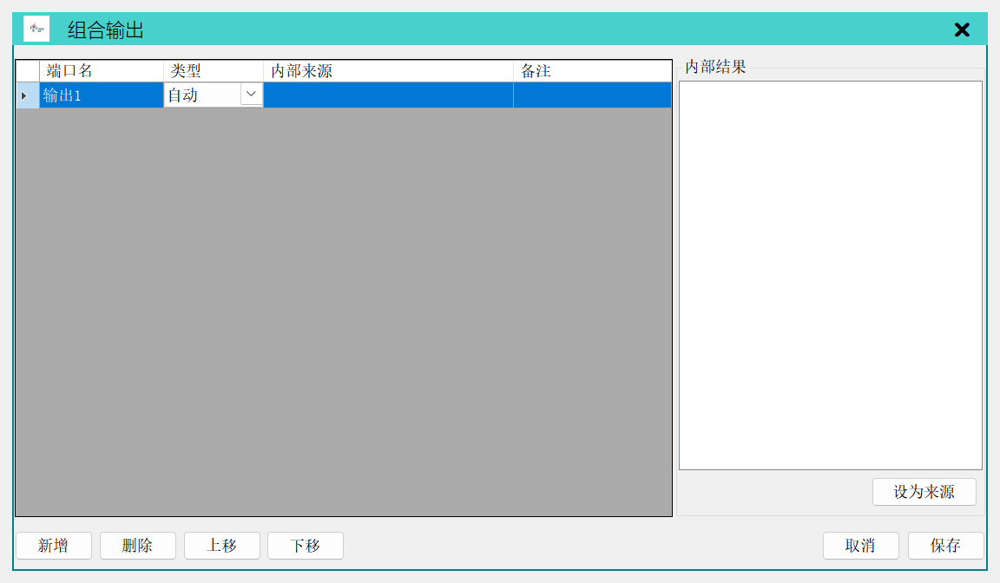 组合输出
端口名 类型 内部来源 备注
输出1 自动
内部结果
设为来源
新增 删除 上移 下移 取消 保存